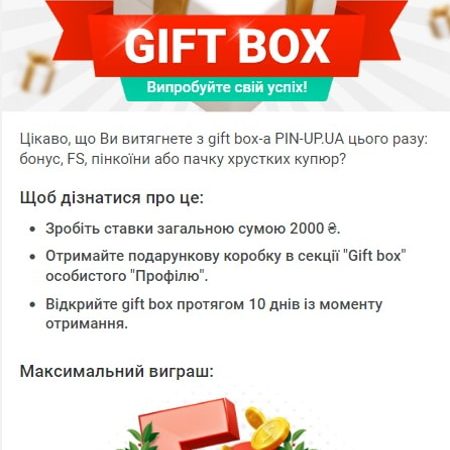 GIFT BOX
Випробуйте свій успіх!
Цікаво, що Ви витягнете з gift box-а PIN-UP.UA цього разу:
бонус, FS, пінкоїни або пачку хрустких купюр?
Щоб дізнатися про це:
• Зробіть ставки загальною сумою 2000 ₴.
• Отримайте подарункову коробку в секції "Gift box"
особистого "Профілю".
• Відкрийте gift box протягом 10 днів із моменту
отримання.
Максимальний виграш: